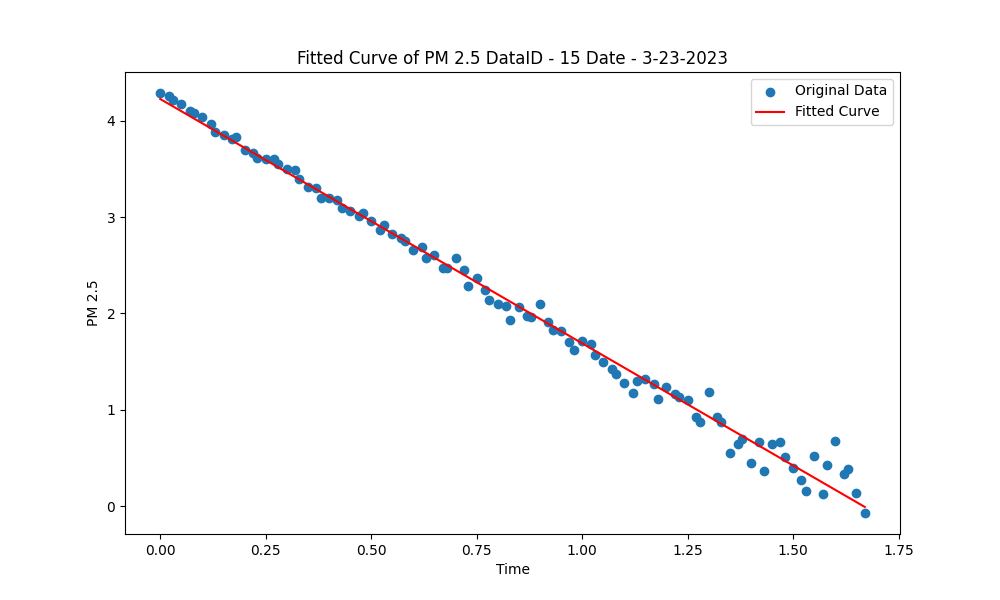 Fitted Curve of PM 2.5 DataID - 15 Date - 3-23-2023
Original Data
Fitted Curve
4
3
2
1
0
PM 2.5
0.00 0.25 0.50 0.75 1.00 1.25 1.50 1.75
Time